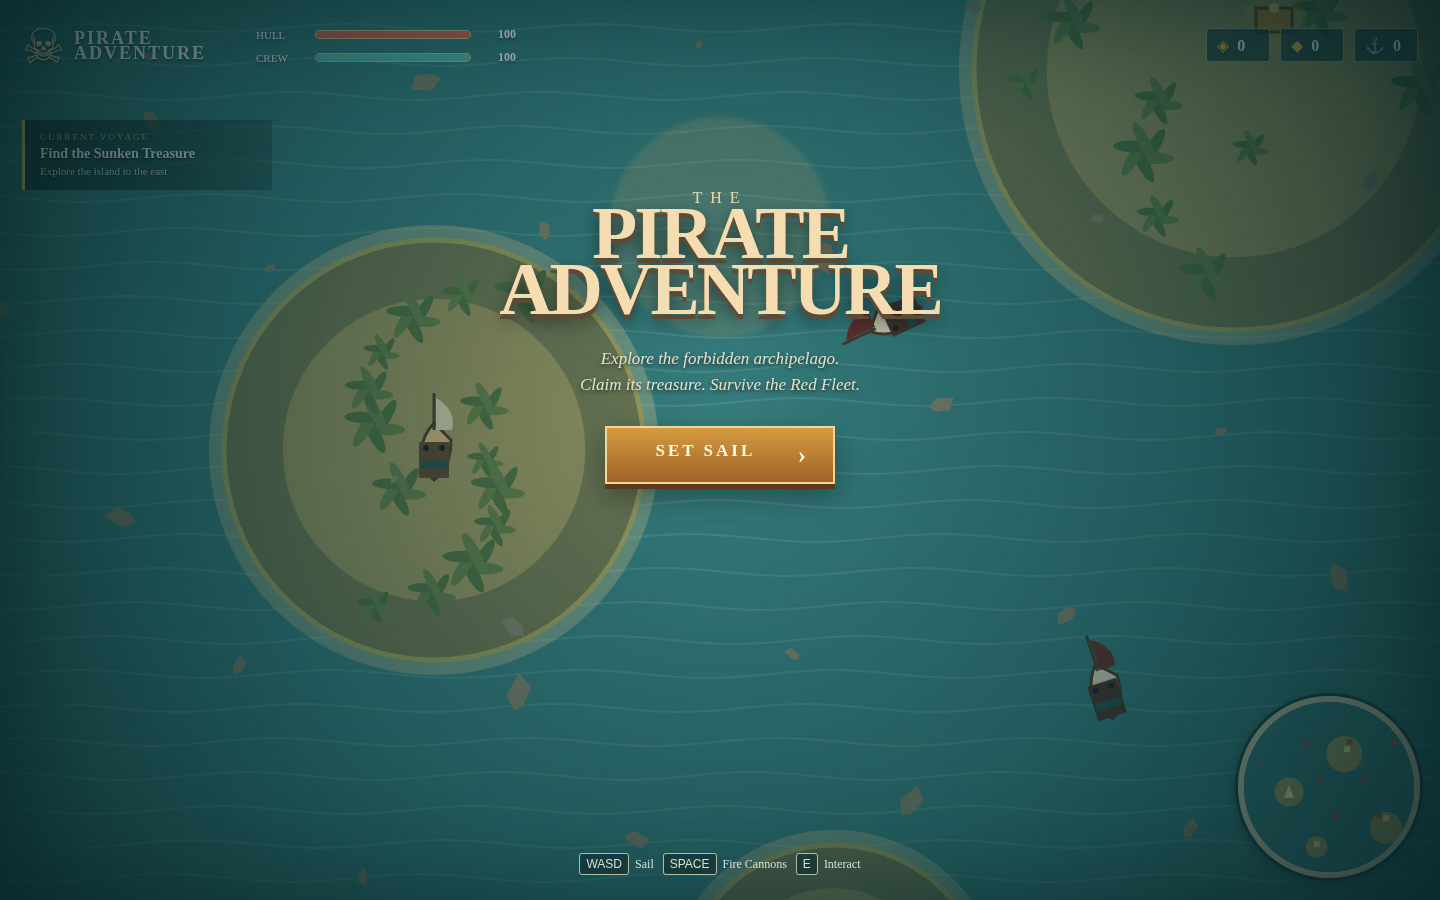 PIRATE
ADVENTURE
HULL 100
CREW 100
0 0 0
CURRENT VOYAGE
Find the Sunken Treasure
Explore the island to the east
THE
PIRATE
ADVENTURE
Explore the forbidden archipelago.
Claim its treasure. Survive the Red Fleet.
SET SAIL ›
WASD Sail SPACE Fire Cannons E Interact